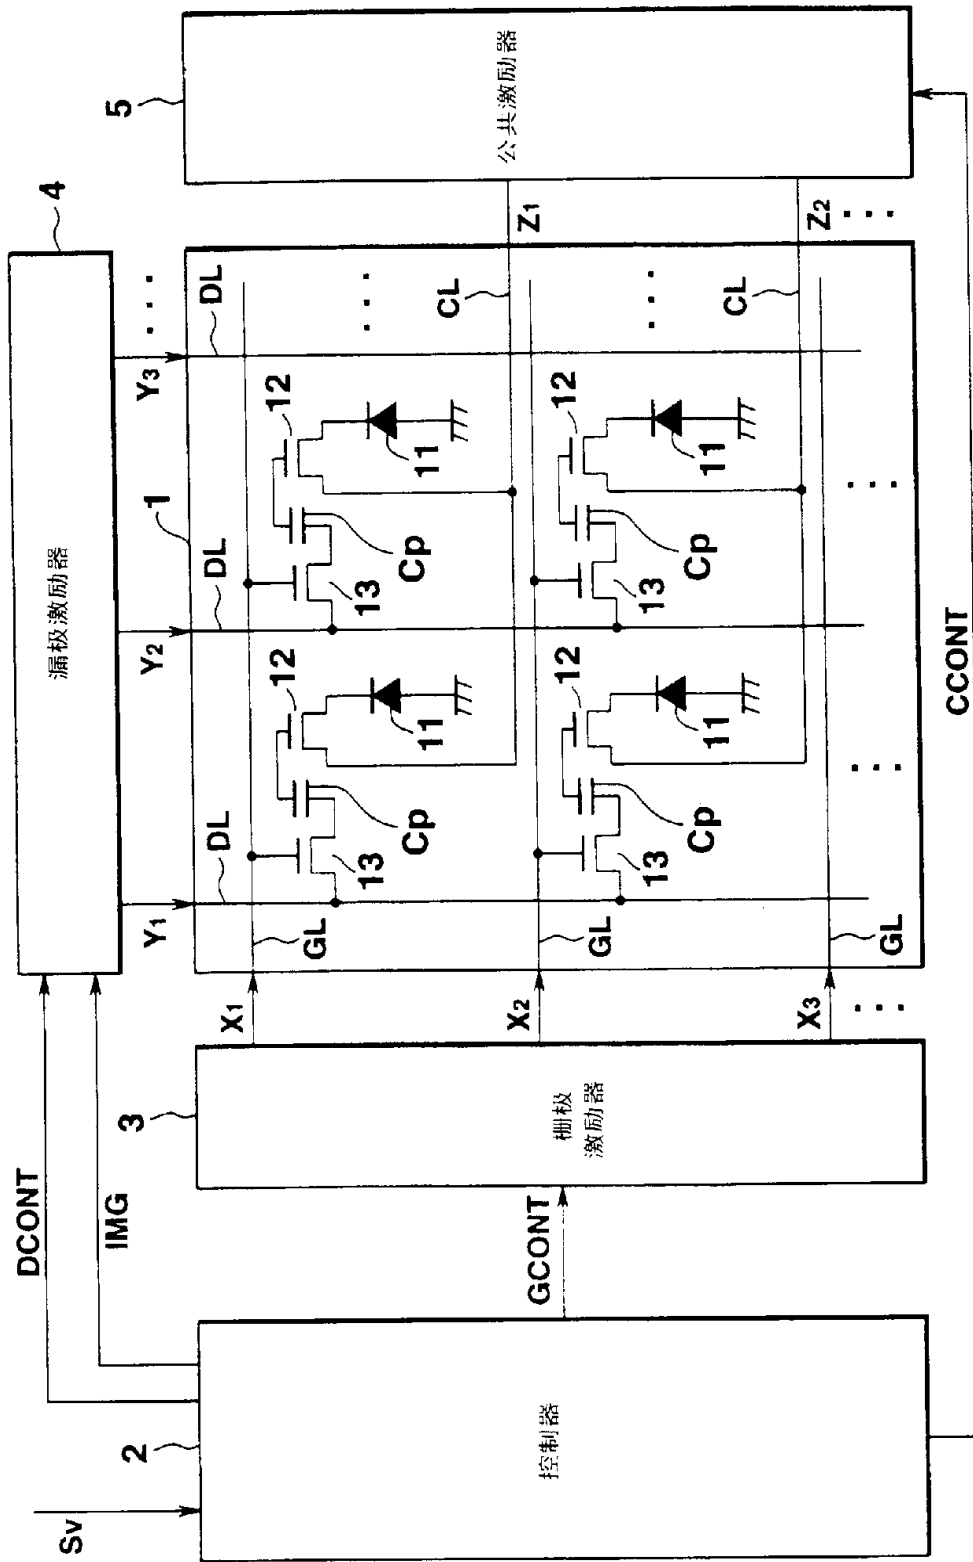 Sv
2
控制器
DCONT
IMG
GCONT
CCONT
3
栅极
激励器
X1
X2
X3
...
4
漏极激励器
Y1
Y2
Y3
...
1
DL
DL
DL
GL
GL
GL
13
Cp
12
11
13
Cp
12
11
...
13
Cp
12
11
13
Cp
12
11
...
...
...
CL
CL
Z1
Z2
...
5
公共激励器